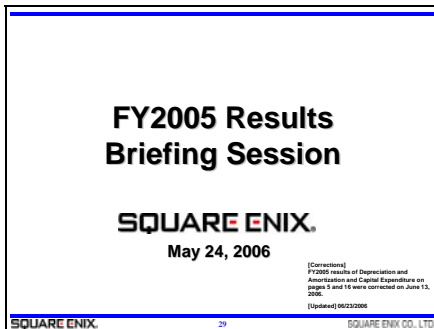 FY2005 Results
Briefing Session
SQUARE ENIX.
May 24, 2006
[Corrections]
FY2005 results of Depreciation and
Amortization and Capital Expenditure on
pages 5 and 16 were corrected on June 13,
2006.
[Updated] 06/23/2006
SQUARE ENIX. 29 SQUARE ENIX CO., LTD